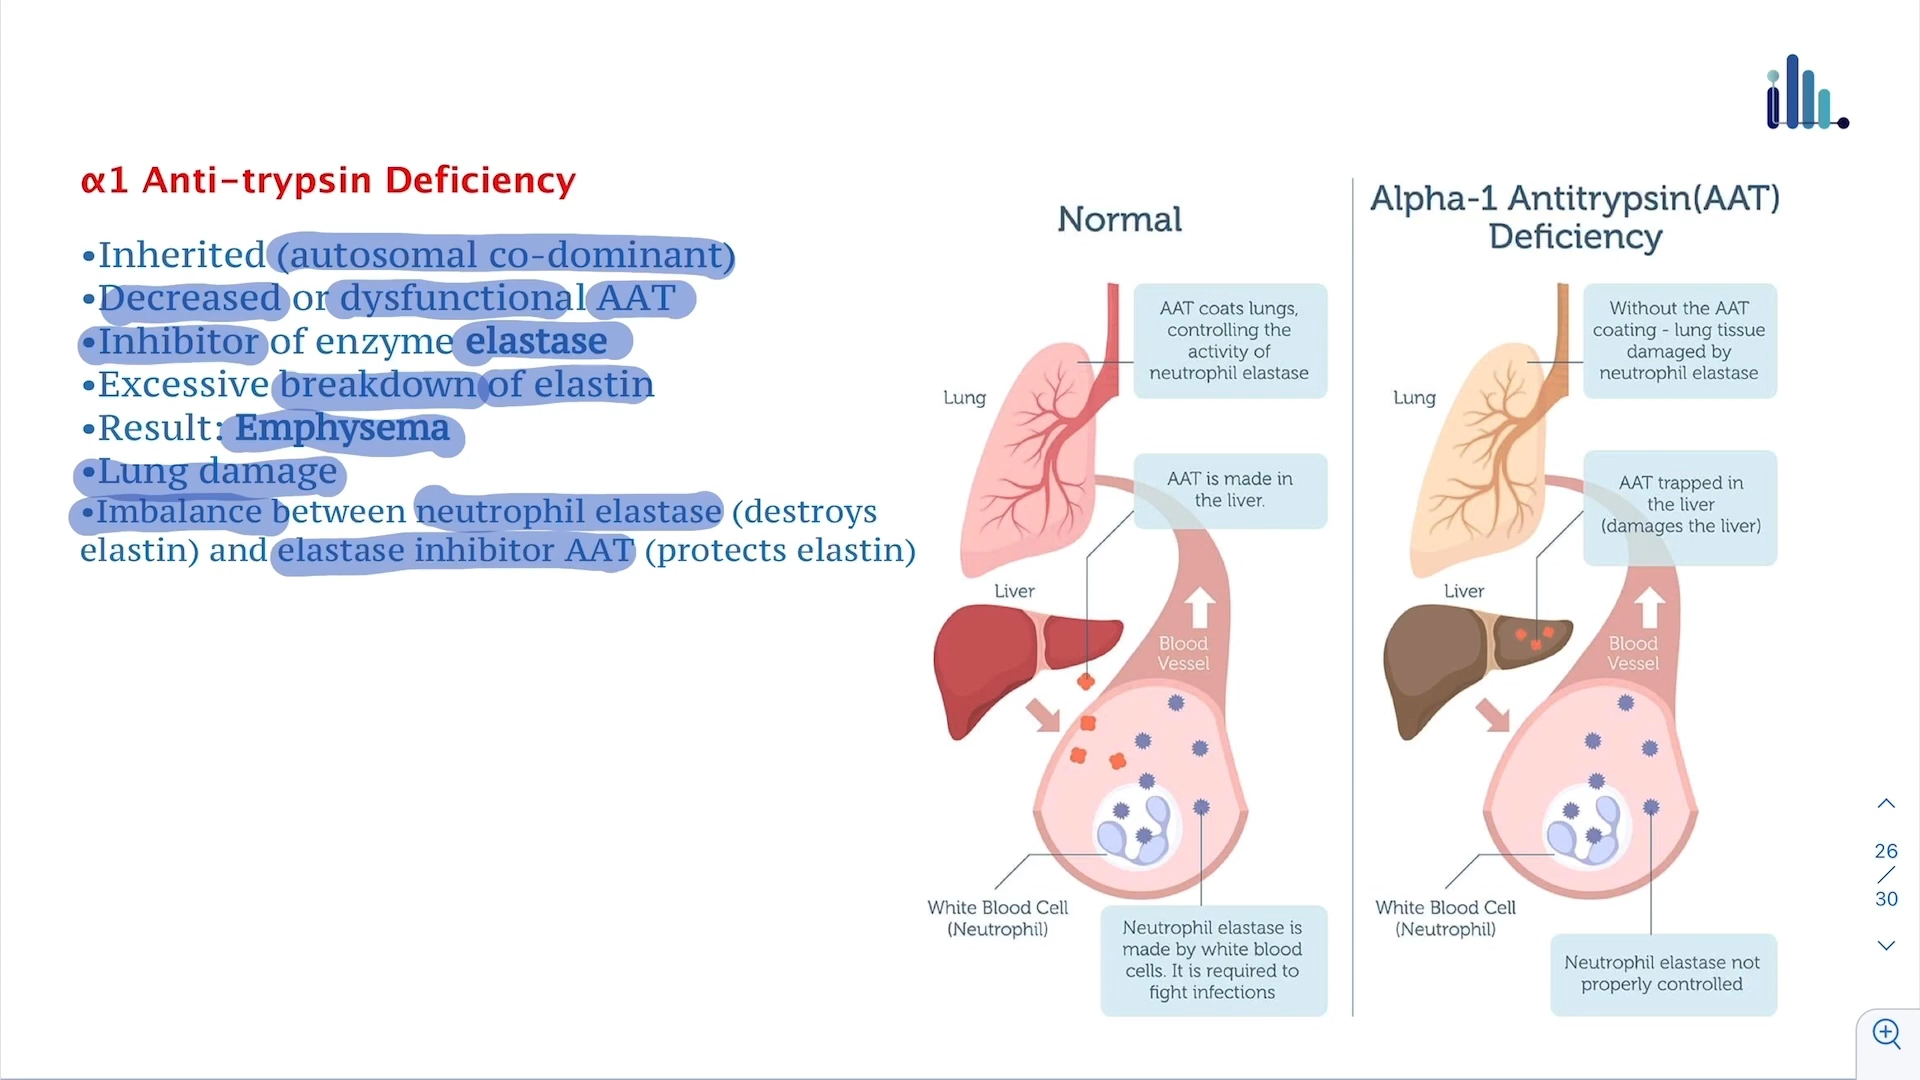 α1 Anti-trypsin Deficiency
•Inherited (autosomal co-dominant)
•Decreased or dysfunctional AAT
•Inhibitor of enzyme elastase
•Excessive breakdown of elastin
•Result: Emphysema
•Lung damage
•Imbalance between neutrophil elastase (destroys
elastin) and elastase inhibitor AAT (protects elastin)
Normal
AAT coats lungs,
controlling the
activity of
neutrophil elastase
Lung
AAT is made in
the liver.
Liver
Blood
Vessel
White Blood Cell
(Neutrophil)
Neutrophil elastase is
made by white blood
cells. It is required to
fight infections
Alpha-1 Antitrypsin(AAT)
Deficiency
Without the AAT
coating - lung tissue
damaged by
neutrophil elastase
Lung
AAT trapped in
the liver
(damages the liver)
Liver
Blood
Vessel
White Blood Cell
(Neutrophil)
Neutrophil elastase not
properly controlled
26
/
30